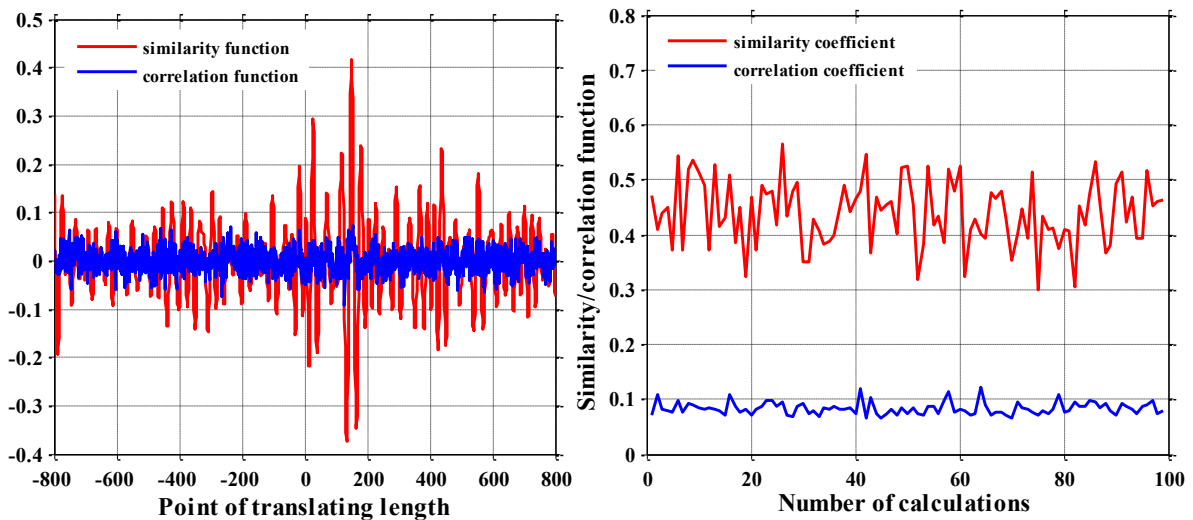 0.5
0.4
0.3
0.2
0.1
0
-0.1
-0.2
-0.3
-0.4
similarity function
correlation function
-800 -600 -400 -200 0 200 400 600 800
Point of translating length
Similarity/correlation function
0.8
0.7
0.6
0.5
0.4
0.3
0.2
0.1
0
similarity coefficient
correlation coefficient
0 20 40 60 80 100
Number of calculations